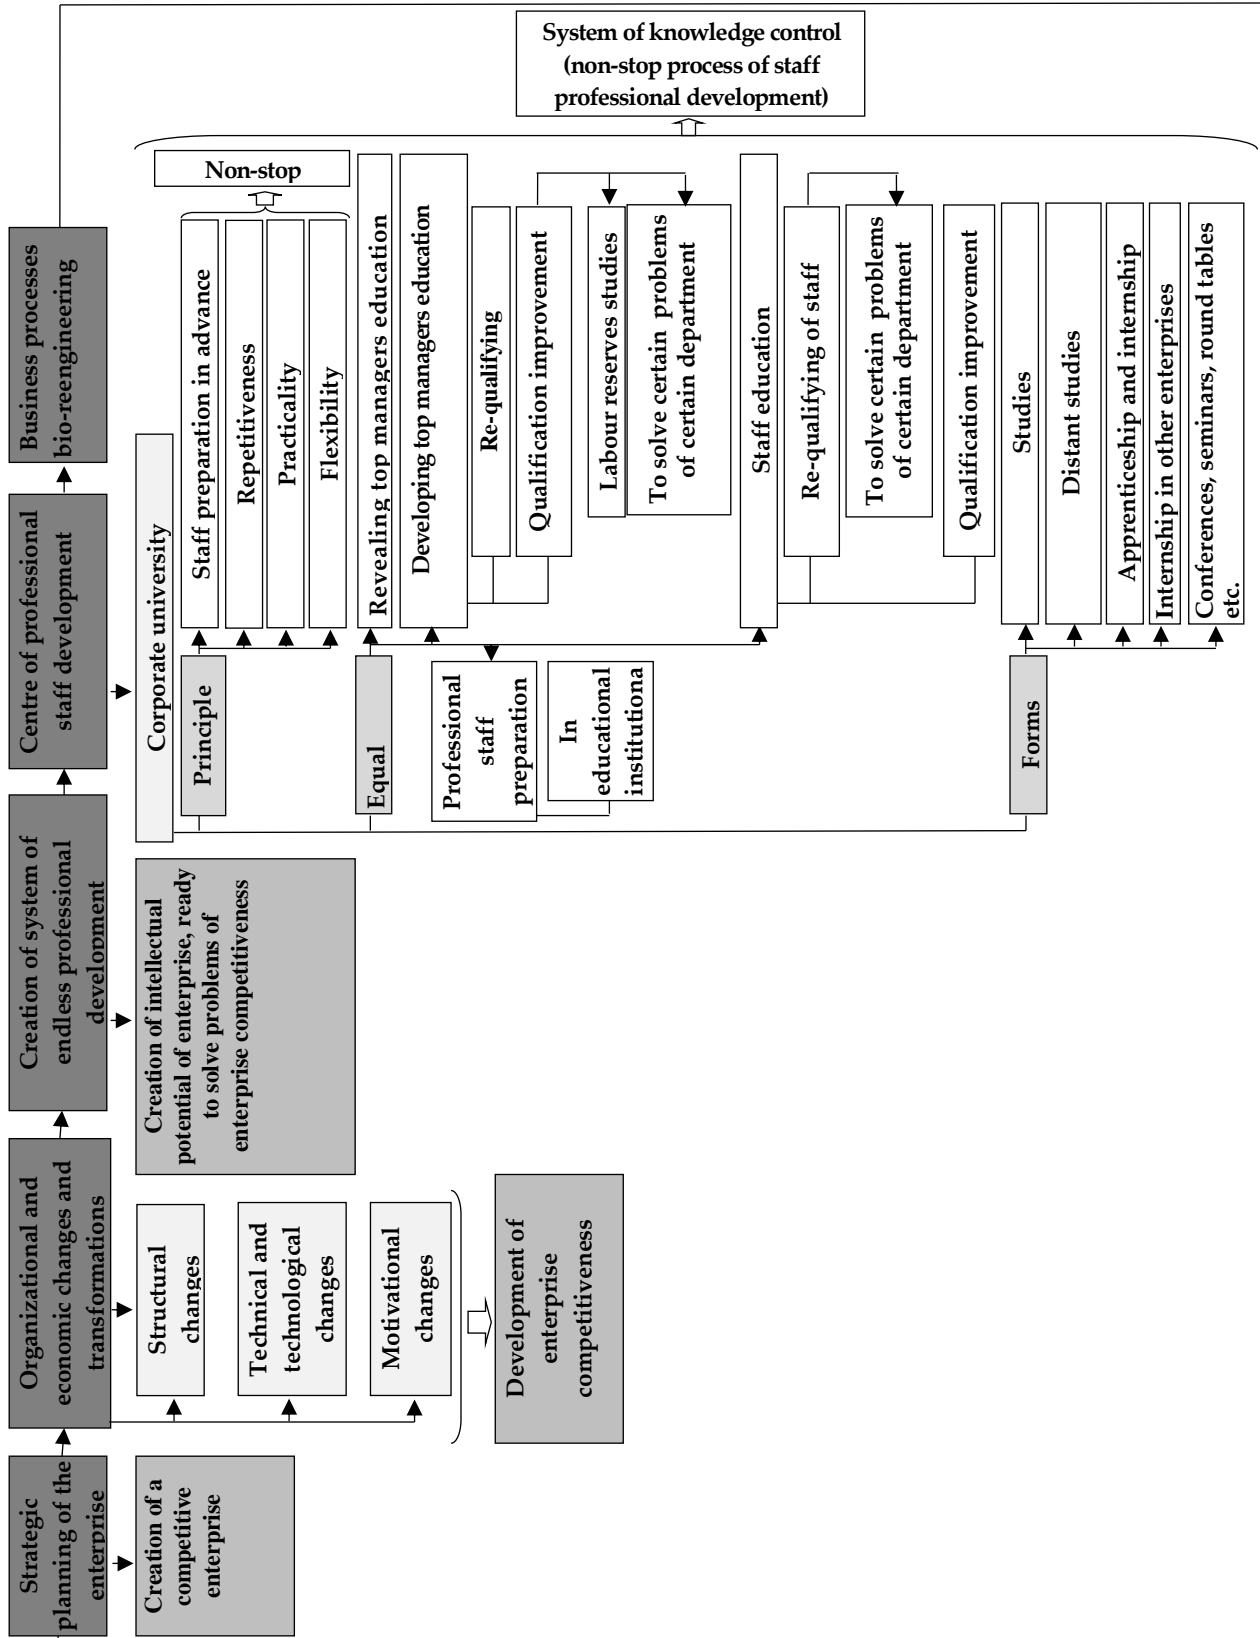 Strategic
planning of the
enterprise
Creation of a
competitive
enterprise
Organizational and
economic changes and
transformations
Structural
changes
Technical and
technological
changes
Motivational
changes
Development of
enterprise
competitiveness
Creation of system of
endless professional
development
Creation of intellectual
potential of enterprise, ready
to solve problems of
enterprise competitiveness
Centre of professional
staff development
Business processes
bio-reengineering
Corporate university
Principle
Staff preparation in advance
Repetitiveness
Practicality
Flexibility
Non-stop
Equal
Revealing top managers education
Developing top managers education
Re-qualifying
Qualification improvement
Labour reserves studies
To solve certain problems
of certain department
Professional
staff
preparation
In
educational
institutiona
Staff education
Re-qualifying of staff
To solve certain problems
of certain department
Qualification improvement
Forms
Studies
Distant studies
Apprenticeship and internship
Internship in other enterprises
Conferences, seminars, round tables
etc.
System of knowledge control
(non-stop process of staff
professional development)